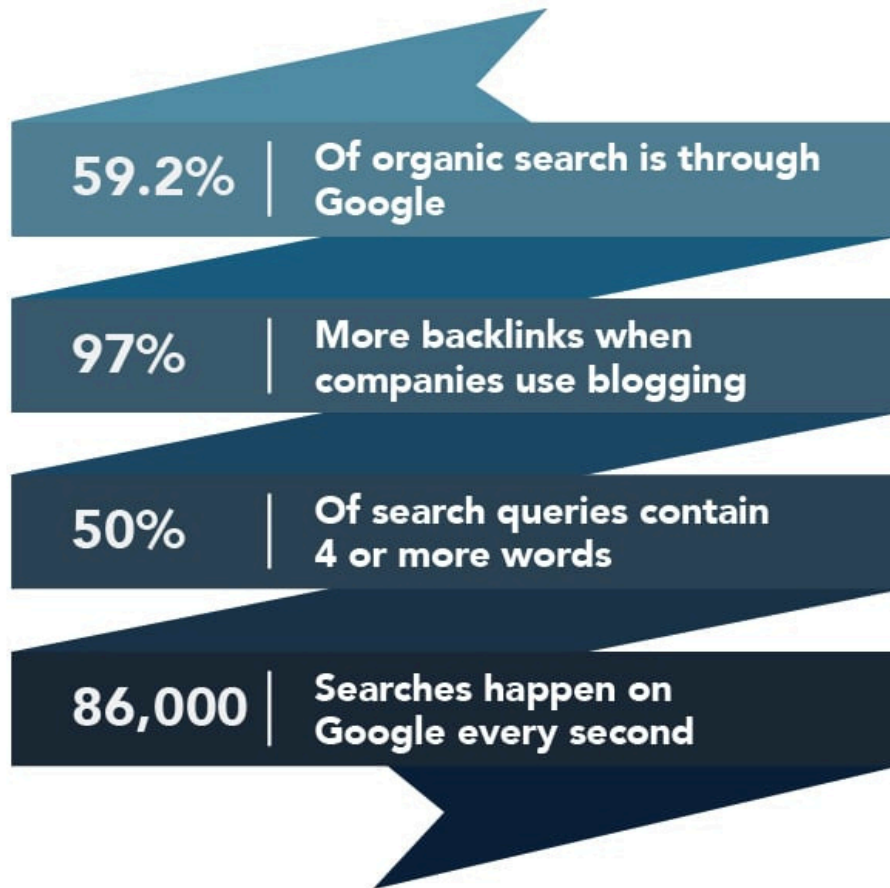 59.2%
Of organic search is through
Google
97%
More backlinks when
companies use blogging
50%
Of search queries contain
4 or more words
86,000
Searches happen on
Google every second